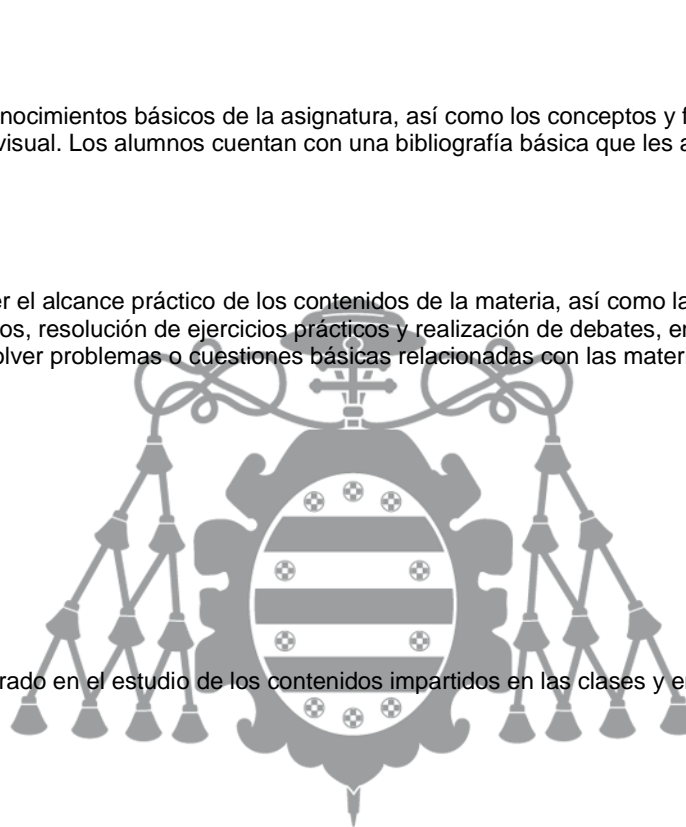 nocimientos básicos de la asignatura, así como los conceptos y f
visual. Los alumnos cuentan con una bibliografía básica que les a
er el alcance práctico de los contenidos de la materia, así como la
os, resolución de ejercicios prácticos y realización de debates, en
olver problemas o cuestiones básicas relacionadas con las mater
rado en el estudio de los contenidos impartidos en las clases y en